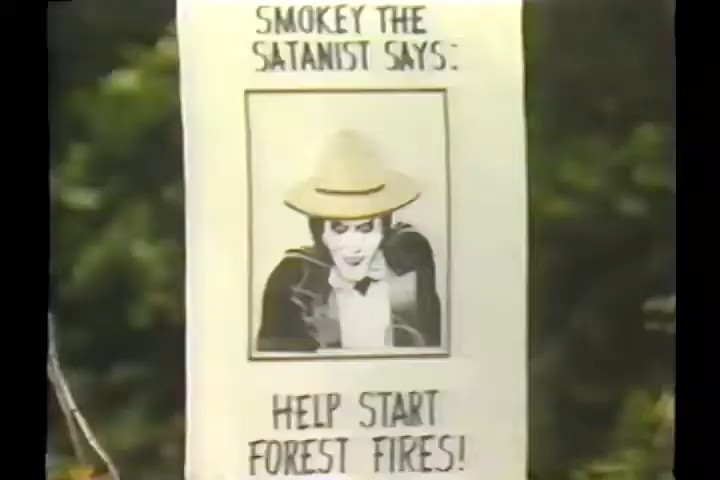 SMOKEY THE
SATANIST SAYS:
HELP START
FOREST FIRES!